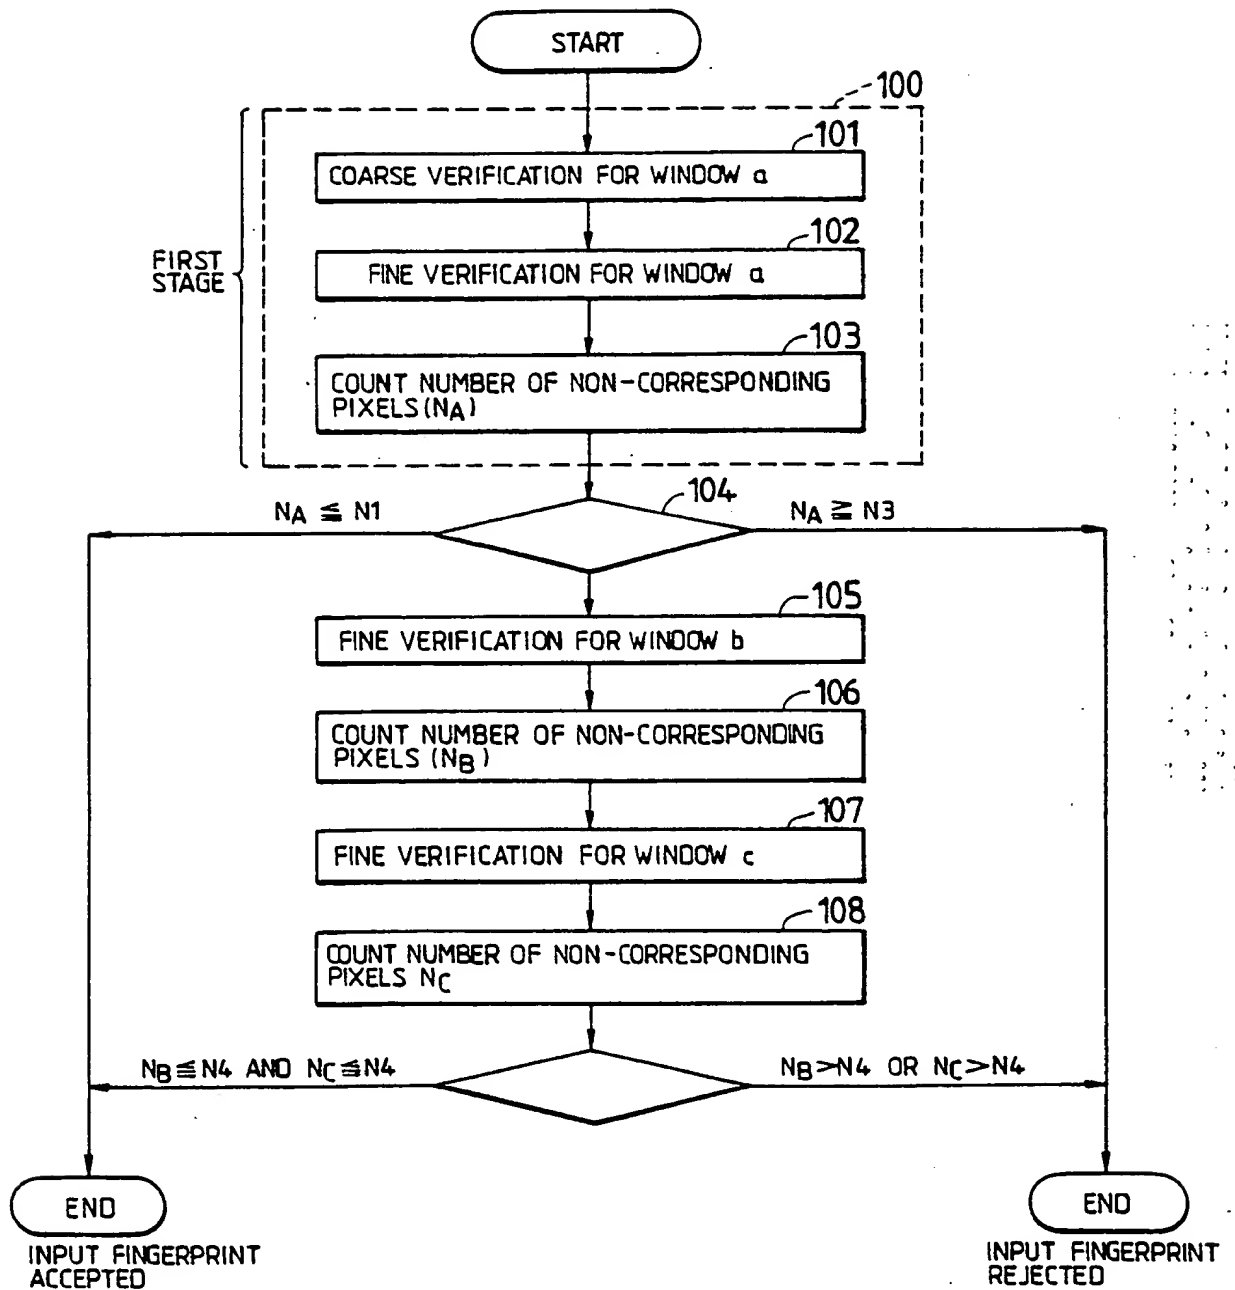 START
100
101
COARSE VERIFICATION FOR WINDOW a
102
FINE VERIFICATION FOR WINDOW a
FIRST
STAGE
103
COUNT NUMBER OF NON-CORRESPONDING
PIXELS (NA)
104
NA ≦ N1
NA ≧ N3
105
FINE VERIFICATION FOR WINDOW b
106
COUNT NUMBER OF NON-CORRESPONDING
PIXELS (NB)
107
FINE VERIFICATION FOR WINDOW c
108
COUNT NUMBER OF NON-CORRESPONDING
PIXELS NC
NB≦N4 AND NC≦N4
NB>N4 OR NC>N4
END
INPUT FINGERPRINT
ACCEPTED
END
INPUT FINGERPRINT
REJECTED